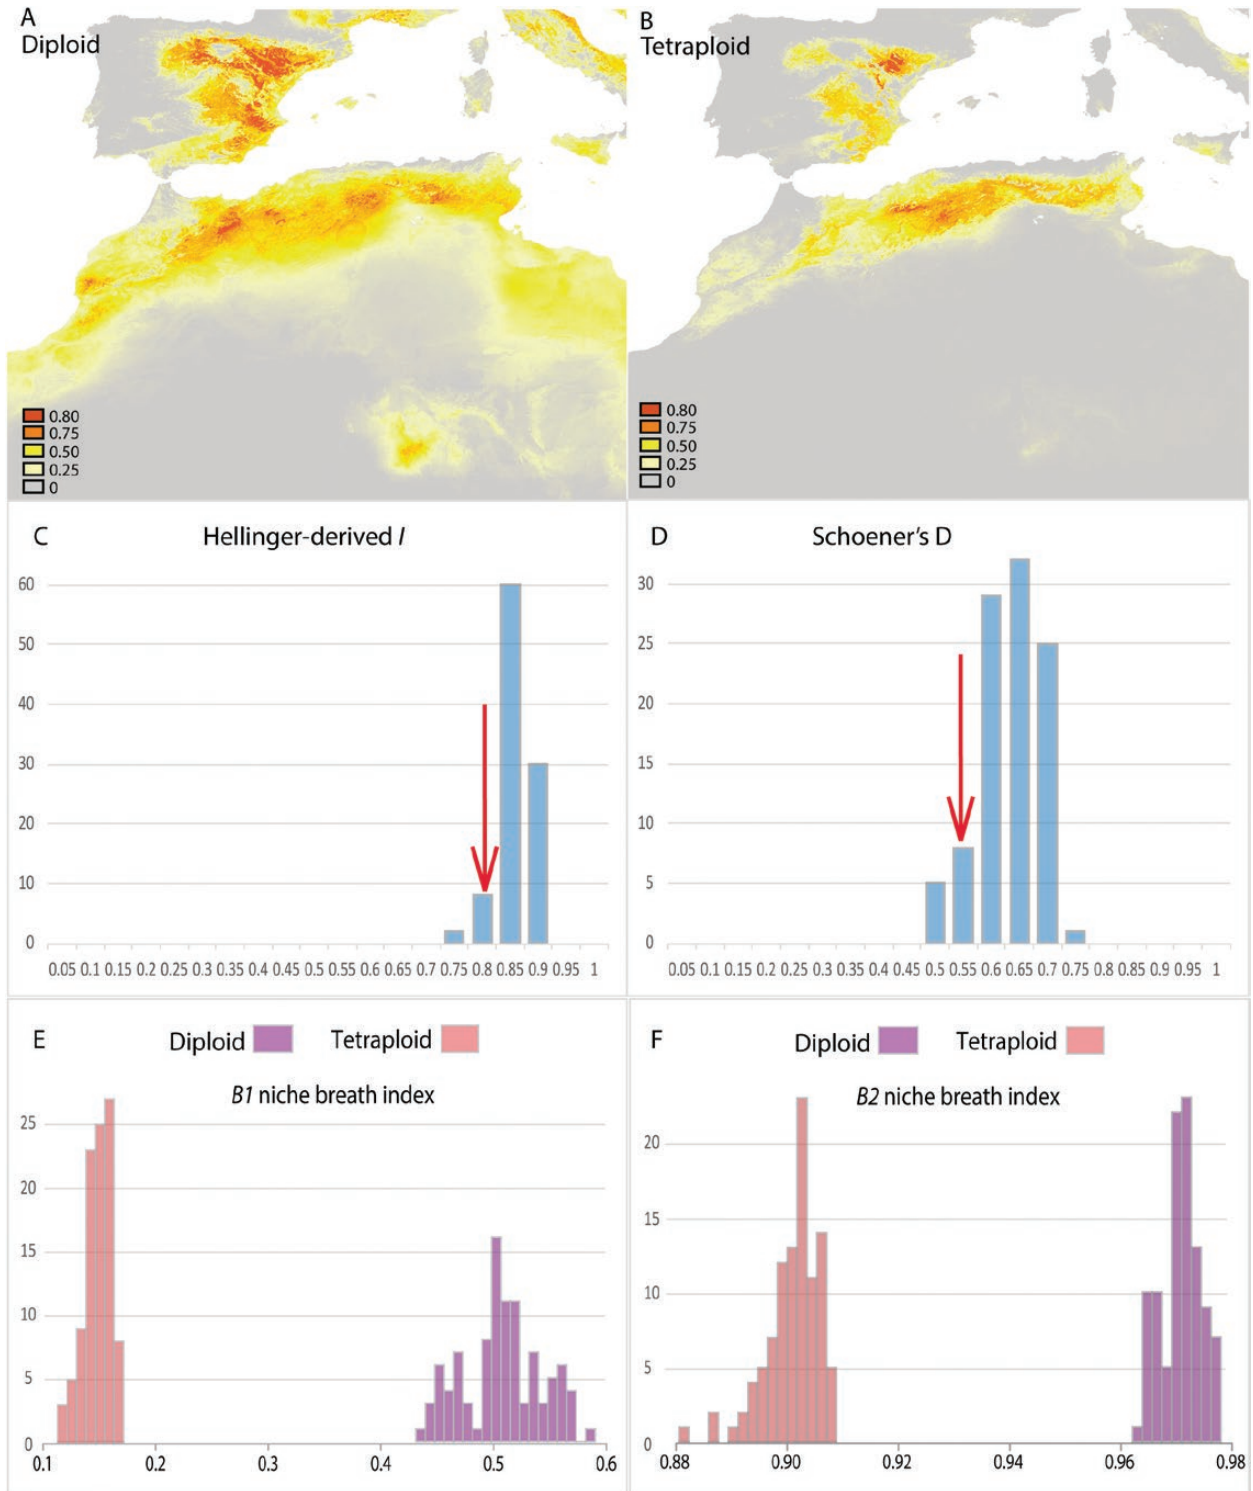 A
Diploid
0.80
0.75
0.50
0.25
0
B
Tetraploid
0.80
0.75
0.50
0.25
0
C
Hellinger-derived I
60
50
40
30
20
10
0
0.05 0.1 0.15 0.2 0.25 0.3 0.35 0.4 0.45 0.5 0.55 0.6 0.65 0.7 0.75 0.8 0.85 0.9 0.95 1
D
Schoener's D
30
25
20
15
10
5
0
0.05 0.1 0.15 0.2 0.25 0.3 0.35 0.4 0.45 0.5 0.55 0.6 0.65 0.7 0.75 0.8 0.85 0.9 0.95 1
E
Diploid Tetraploid
B1 niche breath index
25
20
15
10
5
0
0.1 0.2 0.3 0.4 0.5 0.6
F
Diploid Tetraploid
B2 niche breath index
20
15
10
5
0
0.88 0.90 0.92 0.94 0.96 0.98